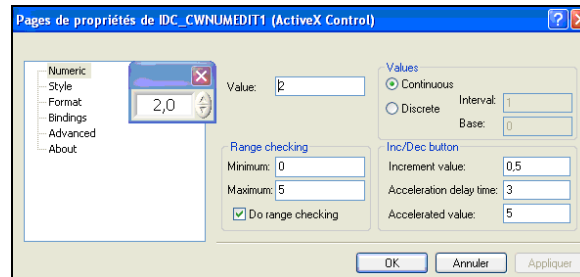 Pages de propriétés de IDC_CWNUMEDIT1 (ActiveX Control)
Numeric
Style
Format
Bindings
Advanced
About
2,0
Value: 2
Values
Continuous
Discrete
Interval: 1
Base: 0
Range checking
Minimum: 0
Maximum: 5
Do range checking
Inc/Dec button
Increment value: 0,5
Acceleration delay time: 3
Accelerated value: 5
OK
Annuler
Appliquer